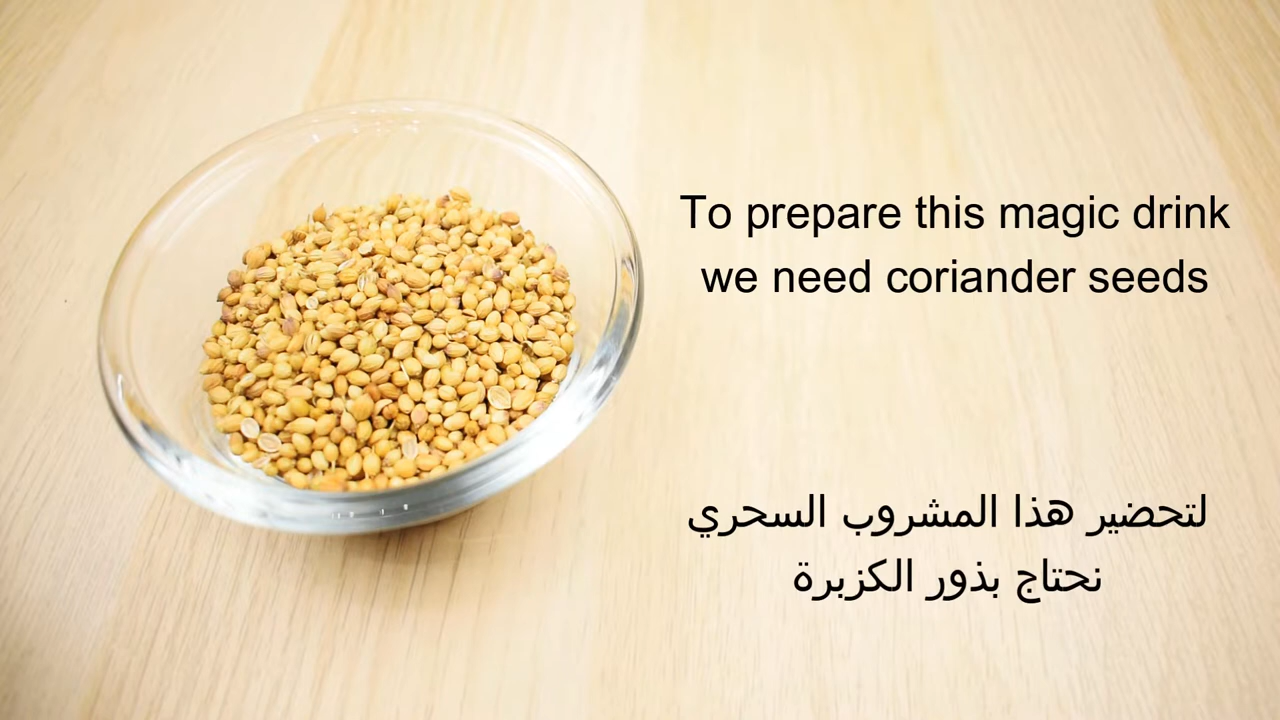 To prepare this magic drink
we need coriander seeds
لتحضير هذا المشروب السحري
نحتاج بذور الكزبرة